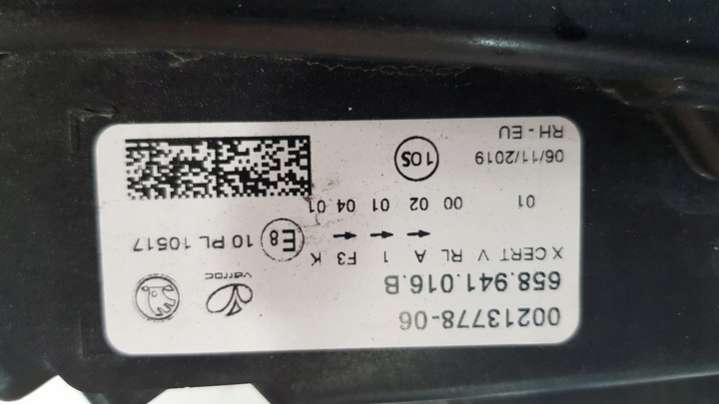 00213778-06
658.941.016.B
varroc
X CERT V RL A 1 F3 K
E8
10 PL 10517
01 00 02 01 04 01
06/11/2019
10S
RH - EU